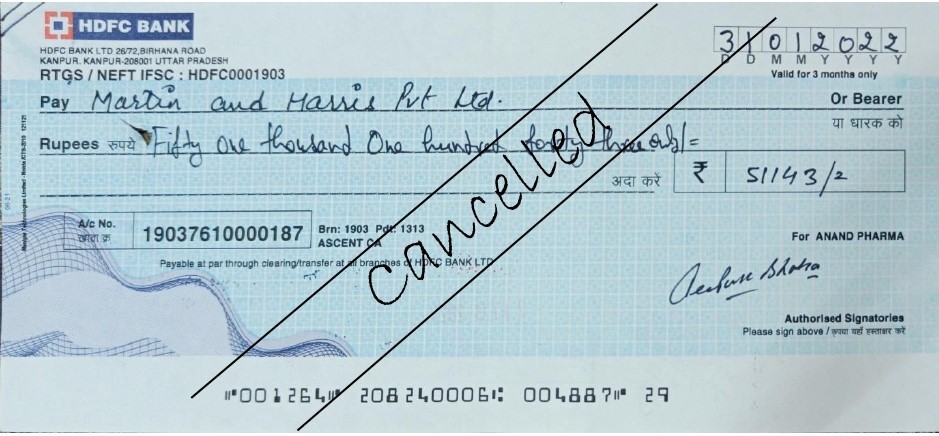 HDFC BANK
HDFC BANK LTD 26/72,BIRHANA ROAD
KANPUR. KANPUR-208001 UTTAR PRADESH
RTGS / NEFT IFSC : HDFC0001903
3 1 0 1 2 0 2 2
D D M M Y Y Y Y
Valid for 3 months only
Pay Martin and Harris Pvt Ltd.
Or Bearer
या धारक को
Rupees रुपये Fifty One thousand One hundred forty three only/=
अदा करें ₹ 51143/=
A/c No.
खाता क्र
19037610000187
Brn: 1903 Pdt: 1313
ASCENT CA
Payable at par through clearing/transfer at all branches of HDFC BANK LTD
Cancelled
For ANAND PHARMA
Authorised Signatories
Please sign above / कृपया यहाँ हस्ताक्षर करें
⑈001264⑈ 208240006⑆ 004887⑈ 29